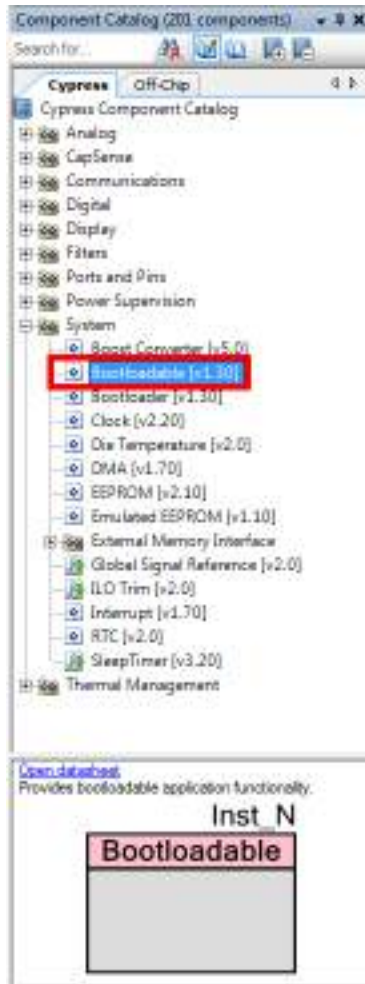 Component Catalog (201 components)
Search for...
Cypress Off-Chip
Cypress Component Catalog
Analog
CapSense
Communications
Digital
Display
Filters
Ports and Pins
Power Supervision
System
Boost Converter [v5.0]
Bootloadable [v1.30]
Bootloader [v1.30]
Clock [v2.20]
Die Temperature [v2.0]
DMA [v1.70]
EEPROM [v2.10]
Emulated EEPROM [v1.10]
External Memory Interface
Global Signal Reference [v2.0]
ILO Trim [v2.0]
Interrupt [v1.70]
RTC [v2.0]
SleepTimer [v3.20]
Thermal Management
Open datasheet
Provides bootloadable application functionality.
Inst_N
Bootloadable